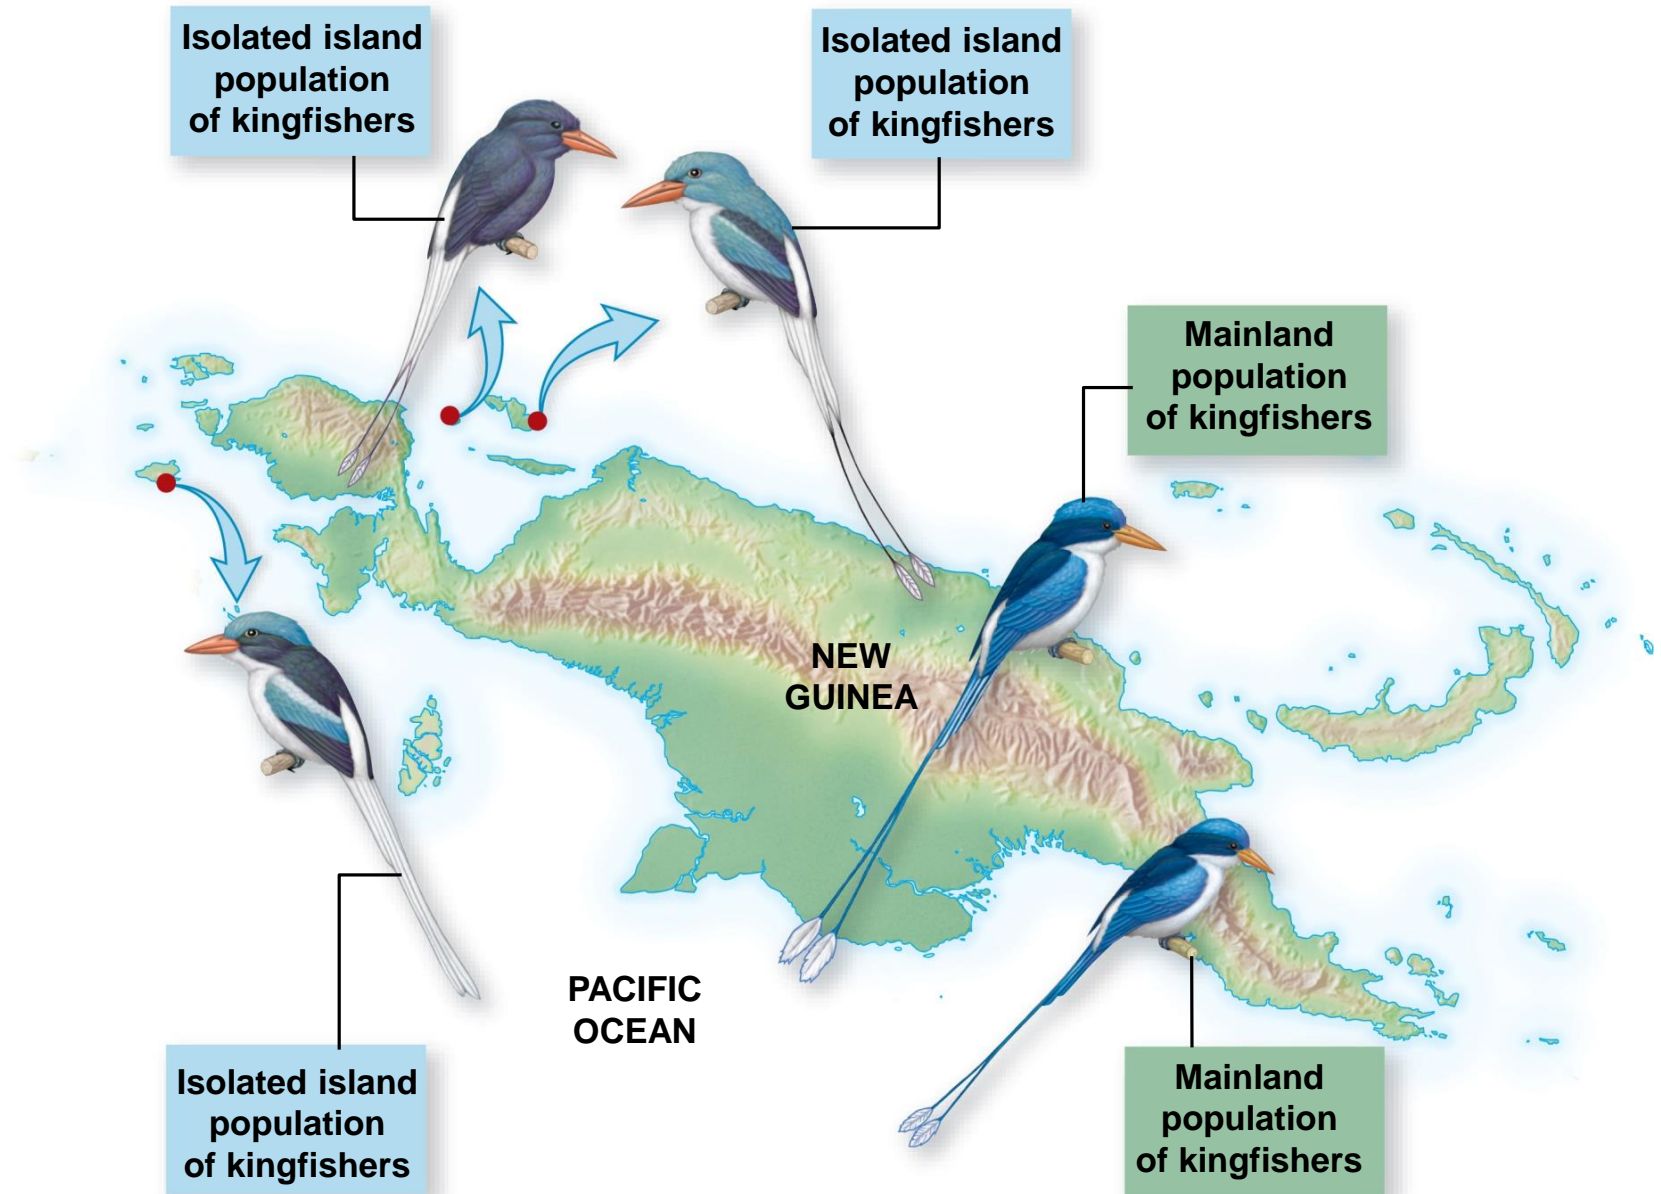 Isolated island
population
of kingfishers
Isolated island
population
of kingfishers
Mainland
population
of kingfishers
NEW
GUINEA
PACIFIC
OCEAN
Isolated island
population
of kingfishers
Mainland
population
of kingfishers